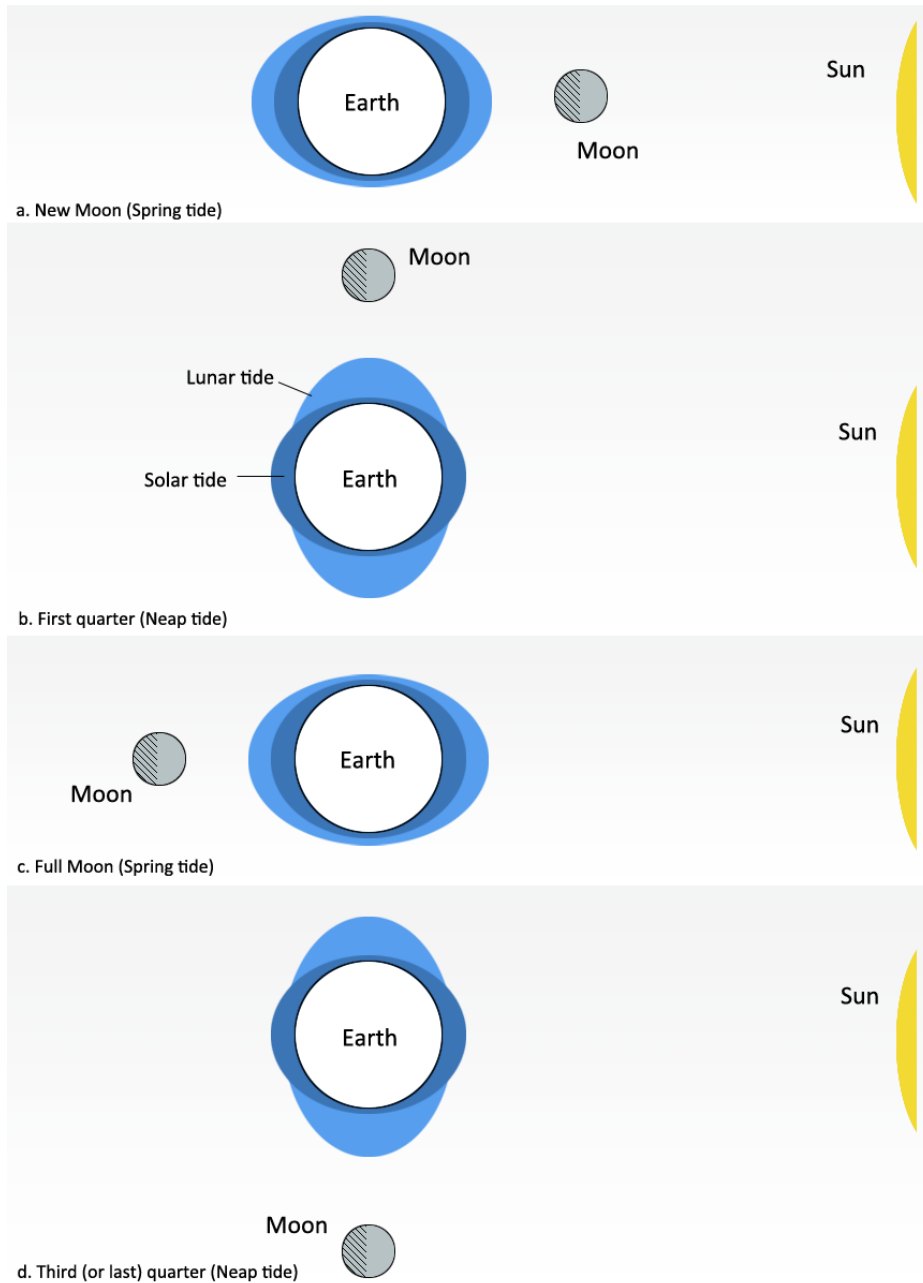 Earth
Moon
Sun
a. New Moon (Spring tide)
Moon
Lunar tide
Sun
Solar tide
Earth
b. First quarter (Neap tide)
Sun
Earth
Moon
c. Full Moon (Spring tide)
Sun
Earth
Moon
d. Third (or last) quarter (Neap tide)